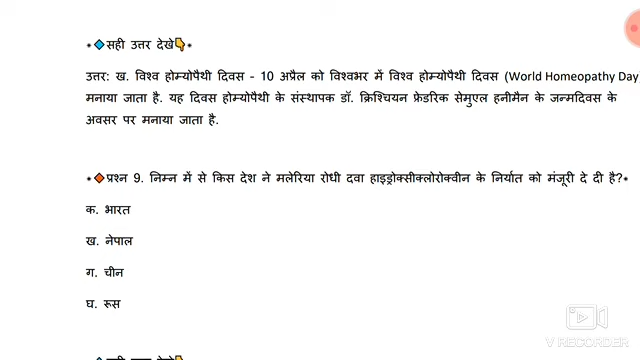 *🔷सही उत्तर देखे👇*
उत्तर: ख. विश्व होम्योपैथी दिवस - 10 अप्रैल को विश्वभर में विश्व होम्योपैथी दिवस (World Homeopathy Day
मनाया जाता है. यह दिवस होम्योपैथी के संस्थापक डॉ. क्रिश्चियन फ्रेडरिक सेमुएल हनीमैन के जन्मदिवस के
अवसर पर मनाया जाता है.
*🔶प्रश्न 9. निम्न में से किस देश ने मलेरिया रोधी दवा हाइड्रोक्सीक्लोरोक्वीन के निर्यात को मंजूरी दे दी है?*
क. भारत
ख. नेपाल
ग. चीन
घ. रूस
V RECORDER